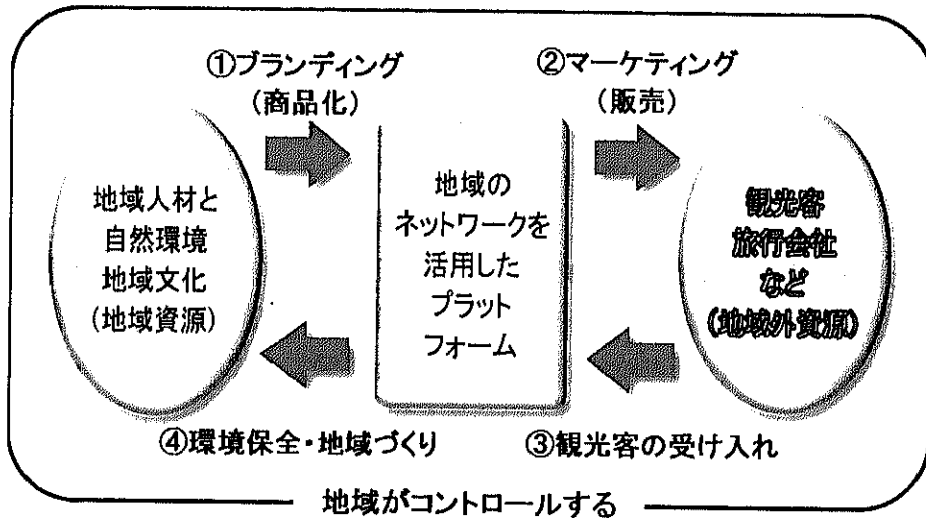 ①ブランディング
(商品化)
②マーケティング
(販売)
地域人材と
自然環境
地域文化
(地域資源)
地域の
ネットワークを
活用した
プラット
フォーム
観光客
旅行会社
など
(地域外資源)
④環境保全・地域づくり
③観光客の受け入れ
地域がコントロールする